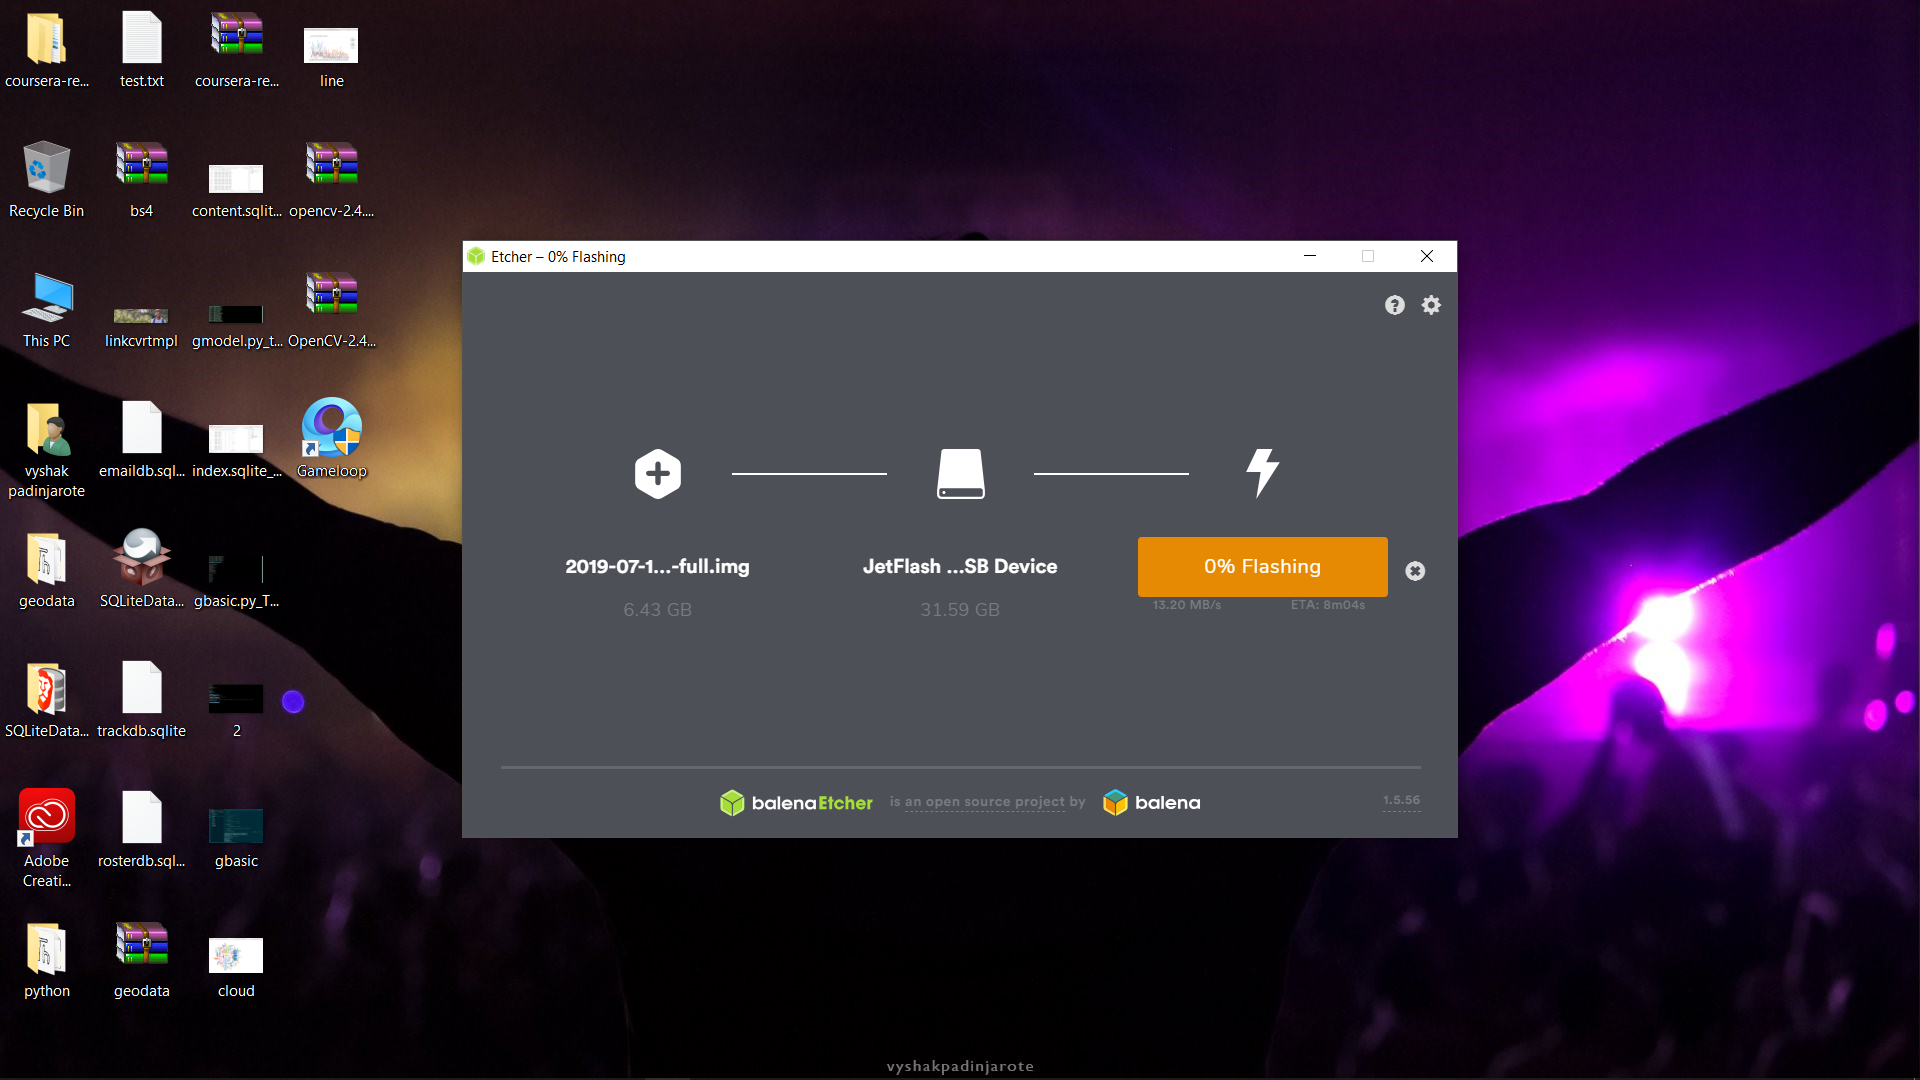 coursera-re...
test.txt
coursera-re...
line
Recycle Bin
bs4
content.sqlit...
opencv-2.4....
This PC
linkcvrtmpl
gmodel.py_t...
OpenCV-2.4...
vyshak
padinjarote
emaildb.sql...
index.sqlite_...
Gameloop
geodata
SQLiteData...
gbasic.py_T...
SQLiteData...
trackdb.sqlite
2
Adobe
Creati...
rosterdb.sql...
gbasic
python
geodata
cloud
Etcher – 0% Flashing
2019-07-1...-full.img
6.43 GB
JetFlash ...SB Device
31.59 GB
0% Flashing
13.20 MB/s
ETA: 8m04s
balenaEtcher is an open source project by balena
1.5.56
vyshakpadinjarote